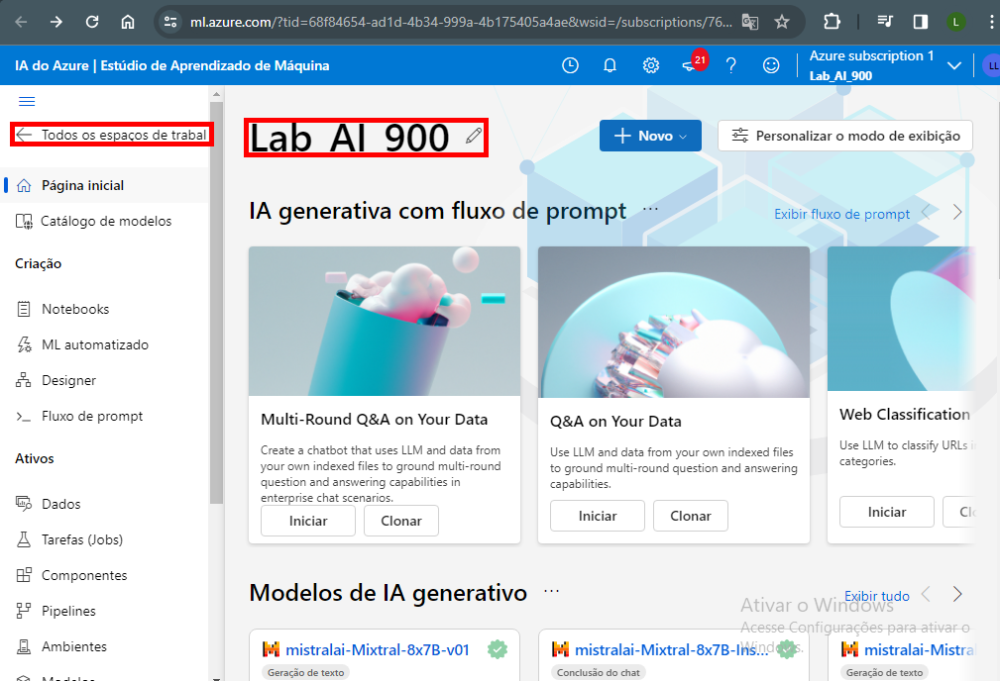 ml.azure.com/?tid=68f84654-ad1d-4b34-999a-4b175405a4ae&wsid=/subscriptions/76...
L
IA do Azure | Estúdio de Aprendizado de Máquina
21
?
Azure subscription 1
Lab_AI_900
LL
Todos os espaços de trabal
Lab_AI_900
Novo
Personalizar o modo de exibição
Página inicial
Catálogo de modelos
Criação
Notebooks
ML automatizado
Designer
Fluxo de prompt
Ativos
Dados
Tarefas (Jobs)
Componentes
Pipelines
Ambientes
IA generativa com fluxo de prompt ...
Exibir fluxo de prompt
Multi-Round Q&A on Your Data
Create a chatbot that uses LLM and data from
your own indexed files to ground multi-round
question and answering capabilities in
enterprise chat scenarios.
Iniciar
Clonar
Q&A on Your Data
Use LLM and data from your own indexed files
to ground multi-round question and answering
capabilities.
Iniciar
Clonar
Web Classification
Use LLM to classify URLs i
categories.
Iniciar
Modelos de IA generativo ...
Exibir tudo
mistralai-Mixtral-8x7B-v01
Geração de texto
mistralai-Mixtral-8x7B-Ins...
Conclusão do chat
mistralai-Mistra
Geração de texto
Ativar o Windows
Acesse Configurações para ativar o
Windows.